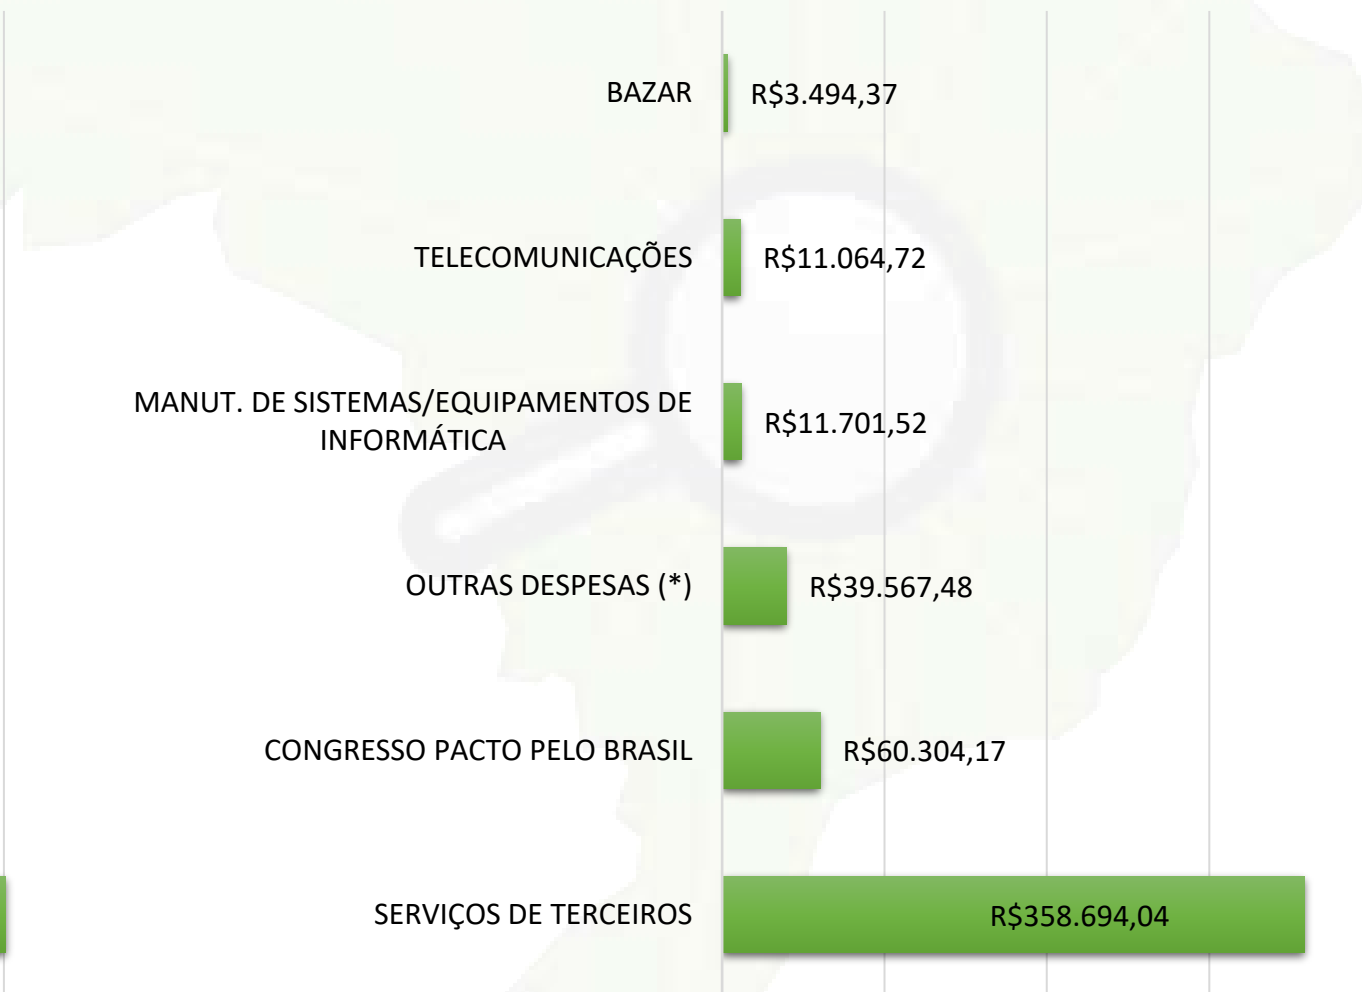 BAZAR R$3.494,37
TELECOMUNICAÇÕES R$11.064,72
MANUT. DE SISTEMAS/EQUIPAMENTOS DE
INFORMÁTICA R$11.701,52
OUTRAS DESPESAS (*) R$39.567,48
CONGRESSO PACTO PELO BRASIL R$60.304,17
SERVIÇOS DE TERCEIROS R$358.694,04